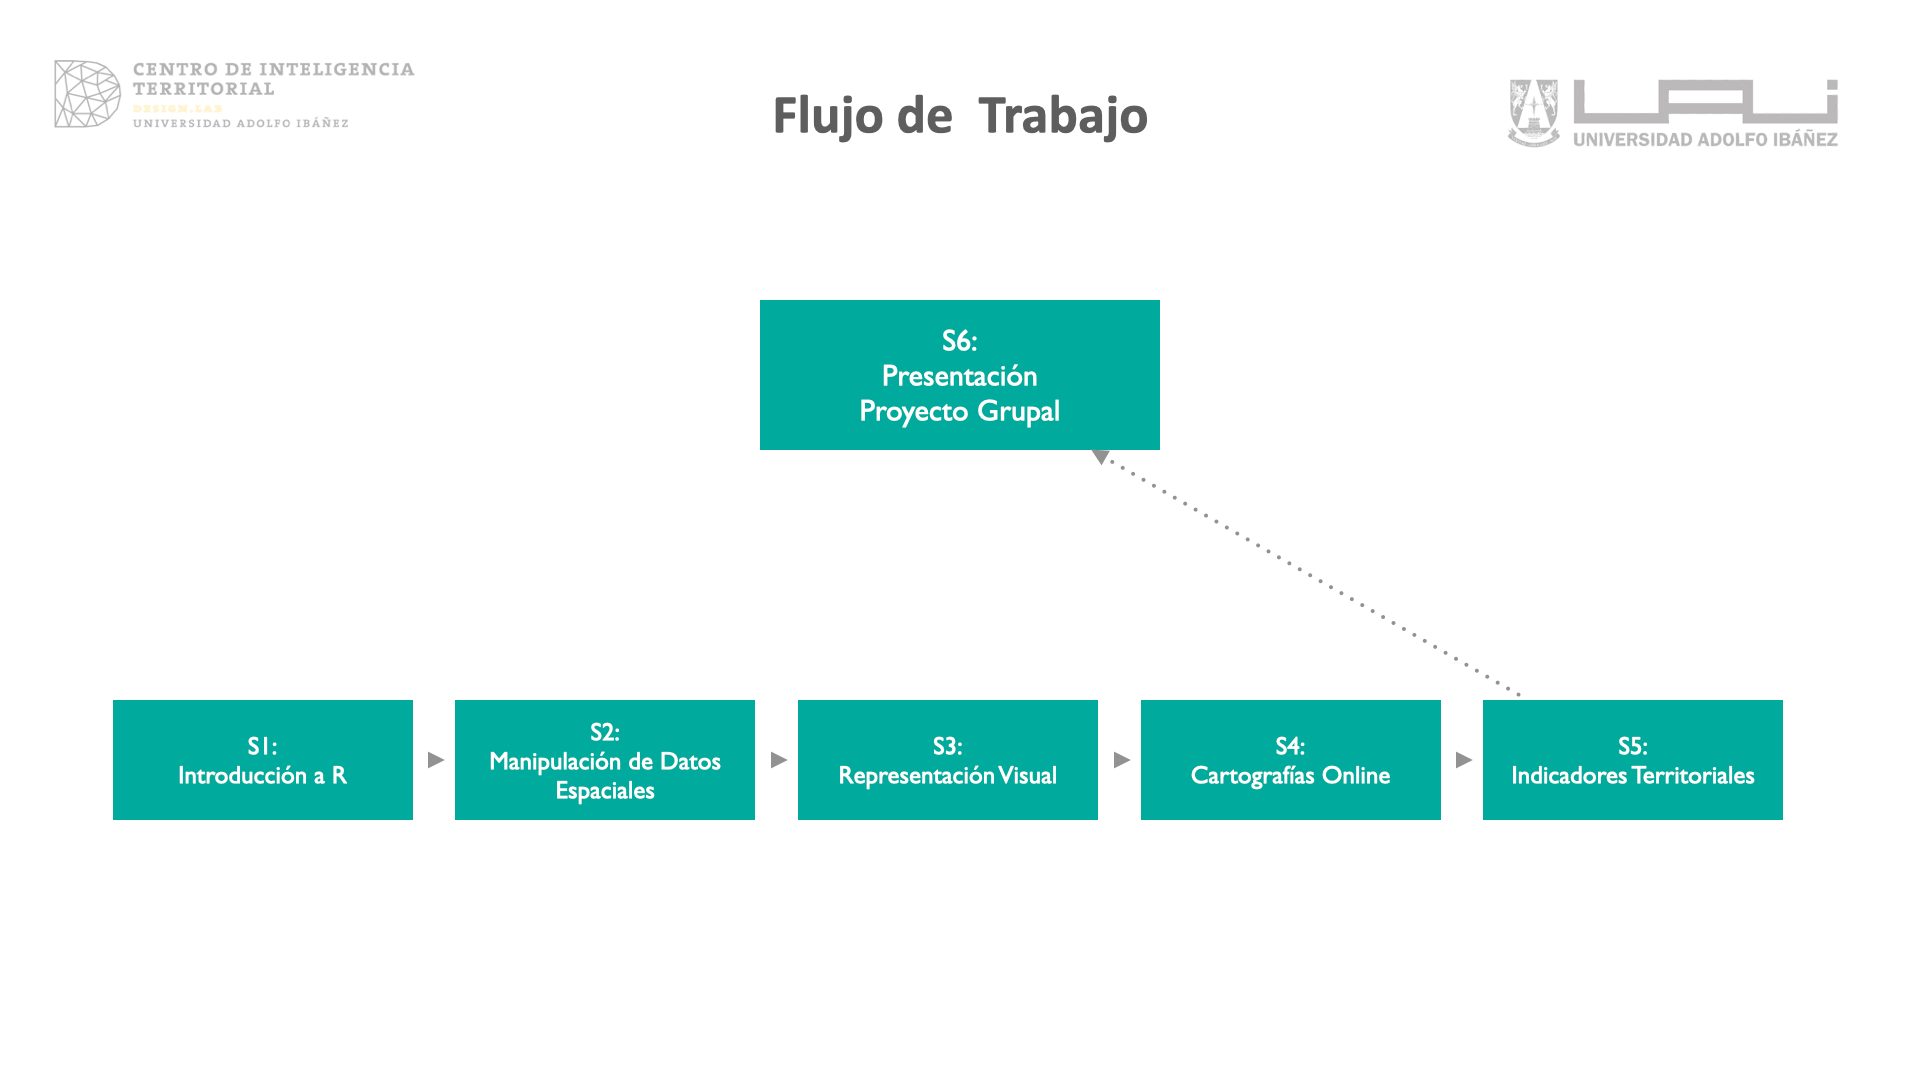 CENTRO DE INTELIGENCIA
TERRITORIAL
DESIGN.LAB
UNIVERSIDAD ADOLFO IBÁÑEZ
Flujo de  Trabajo
UAI
UNIVERSIDAD ADOLFO IBÁÑEZ
S6:
Presentación
Proyecto Grupal
S1:
Introducción a R
S2:
Manipulación de Datos
Espaciales
S3:
Representación Visual
S4:
Cartografías Online
S5:
Indicadores Territoriales